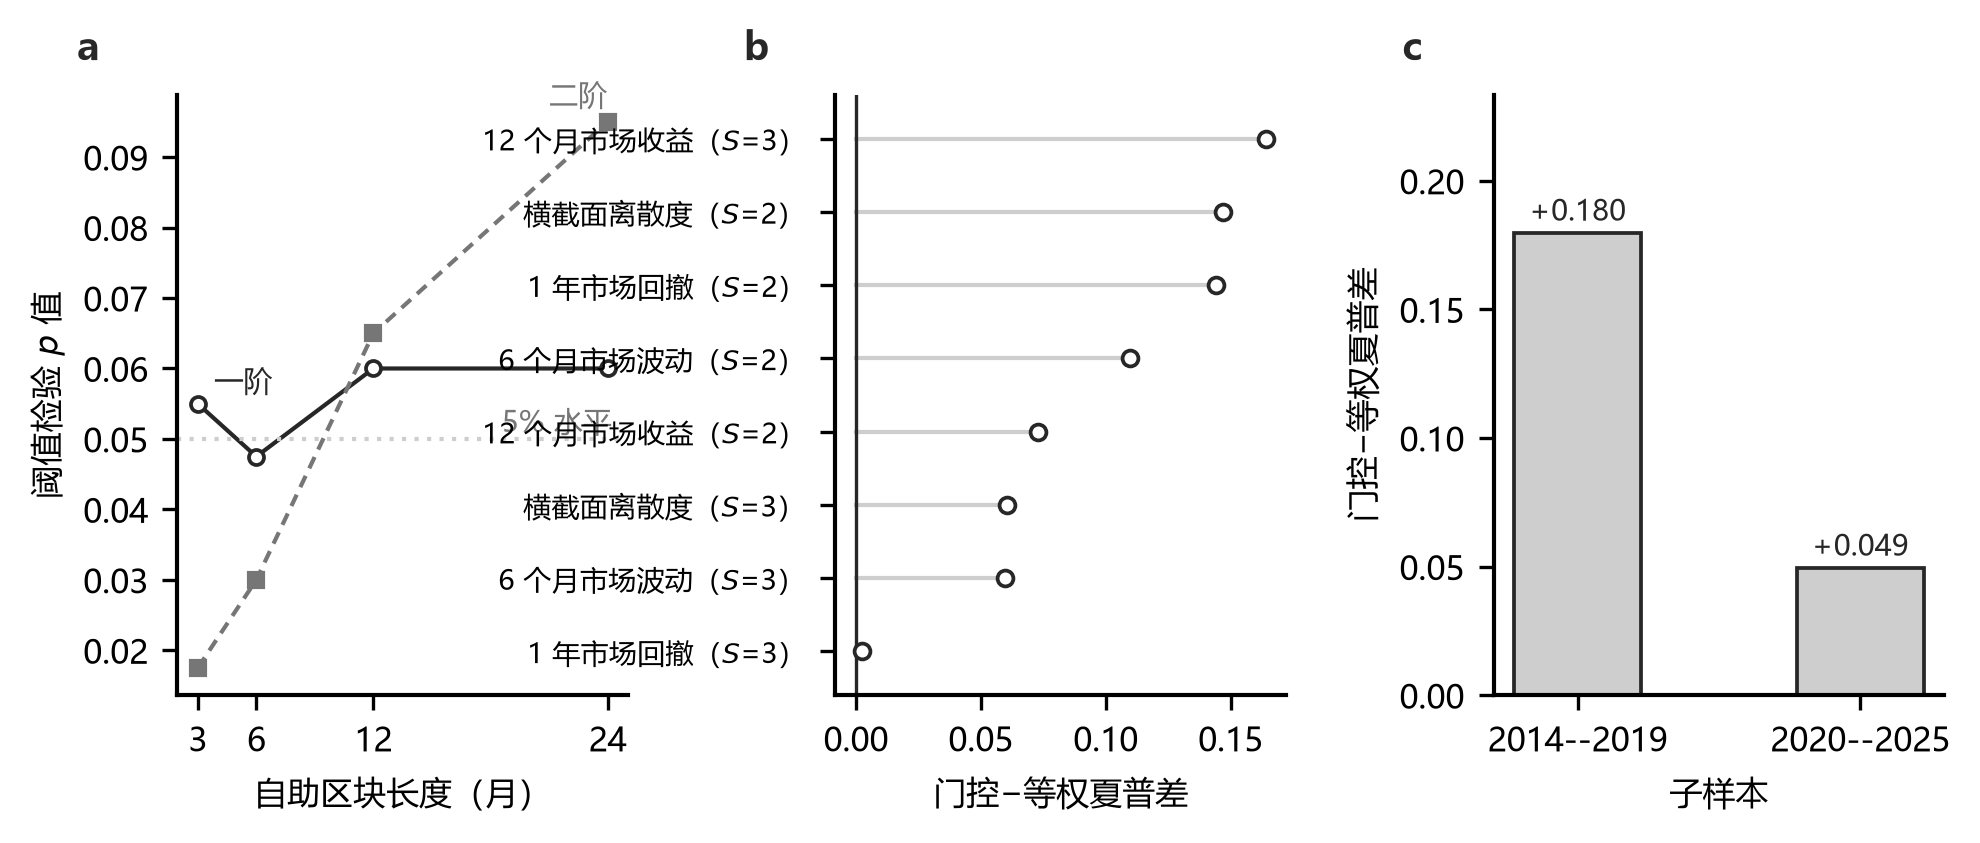 a
二阶
0.09
0.08
0.07
0.06
0.05
0.04
0.03
0.02
阈值检验 p 值
一阶
5% 水平
3
6
12
24
自助区块长度（月）
b
12 个月市场收益（S=3）
横截面离散度（S=2）
1 年市场回撤（S=2）
6 个月市场波动（S=2）
12 个月市场收益（S=2）
横截面离散度（S=3）
6 个月市场波动（S=3）
1 年市场回撤（S=3）
0.00
0.05
0.10
0.15
门控−等权夏普差
c
0.20
0.15
0.10
0.05
0.00
门控−等权夏普差
+0.180
+0.049
2014--2019
2020--2025
子样本